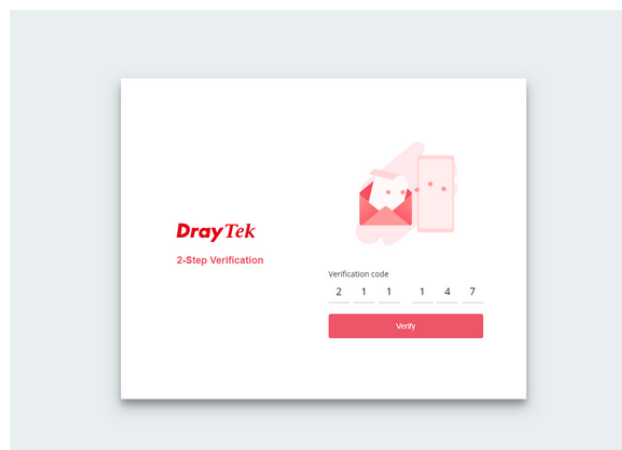 DrayTek
2-Step Verification
Verification code
2 1 1 1 4 7
Verify